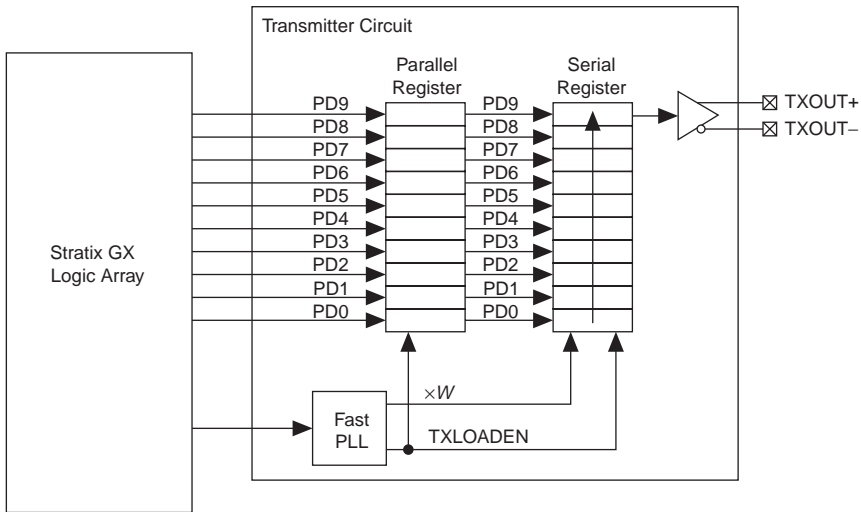 Transmitter Circuit
Parallel
Register
Serial
Register
PD9
PD9
TXOUT+
PD8
PD8
TXOUT−
PD7
PD7
PD6
PD6
PD5
PD5
PD4
PD4
Stratix GX
Logic Array
PD3
PD3
PD2
PD2
PD1
PD1
PD0
PD0
×W
Fast
PLL
TXLOADEN